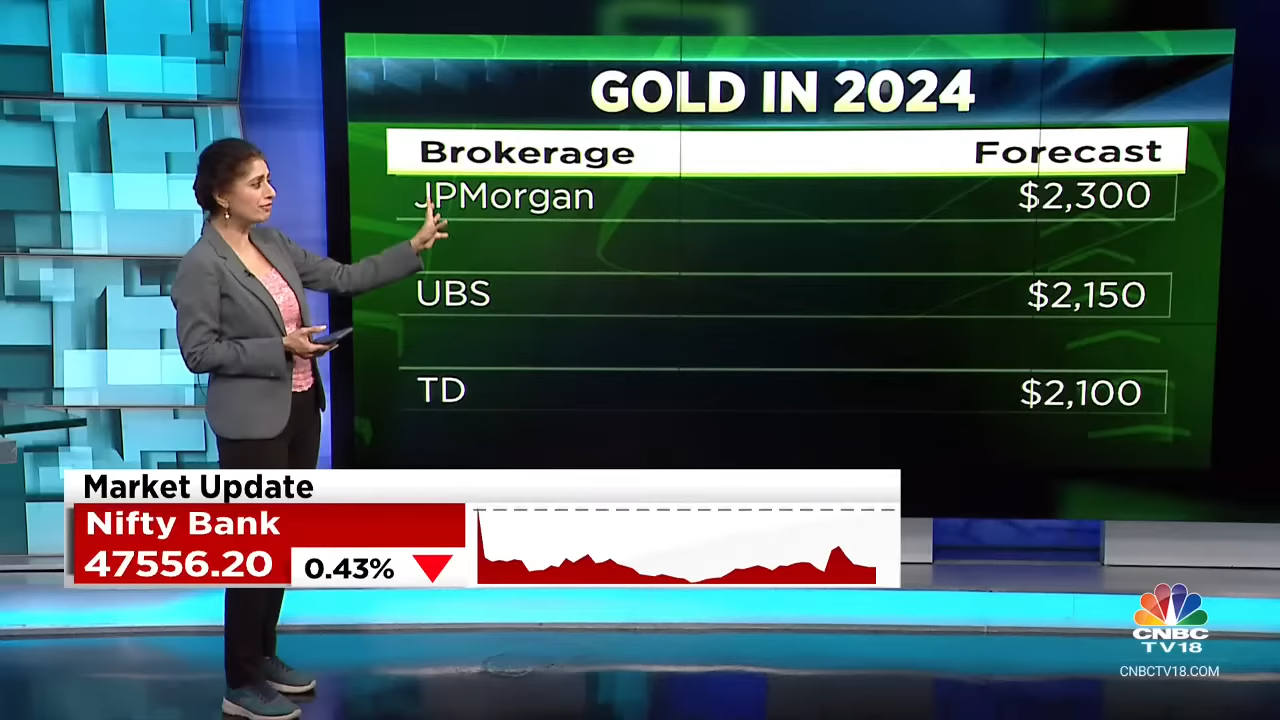 GOLD IN 2024
Brokerage Forecast
JPMorgan $2,300
UBS $2,150
TD $2,100
Market Update
Nifty Bank
47556.20 0.43%
CNBC
TV18
CNBCTV18.COM